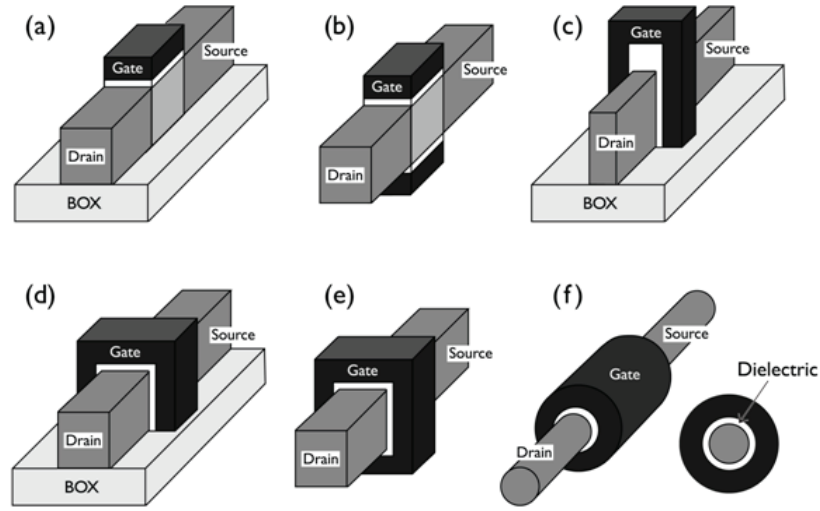 (a)
Source
Gate
Drain
BOX
(b)
Source
Gate
Drain
(c)
Gate
Source
Drain
BOX
(d)
Source
Gate
Drain
BOX
(e)
Source
Gate
Drain
(f)
Source
Gate
Drain
Dielectric